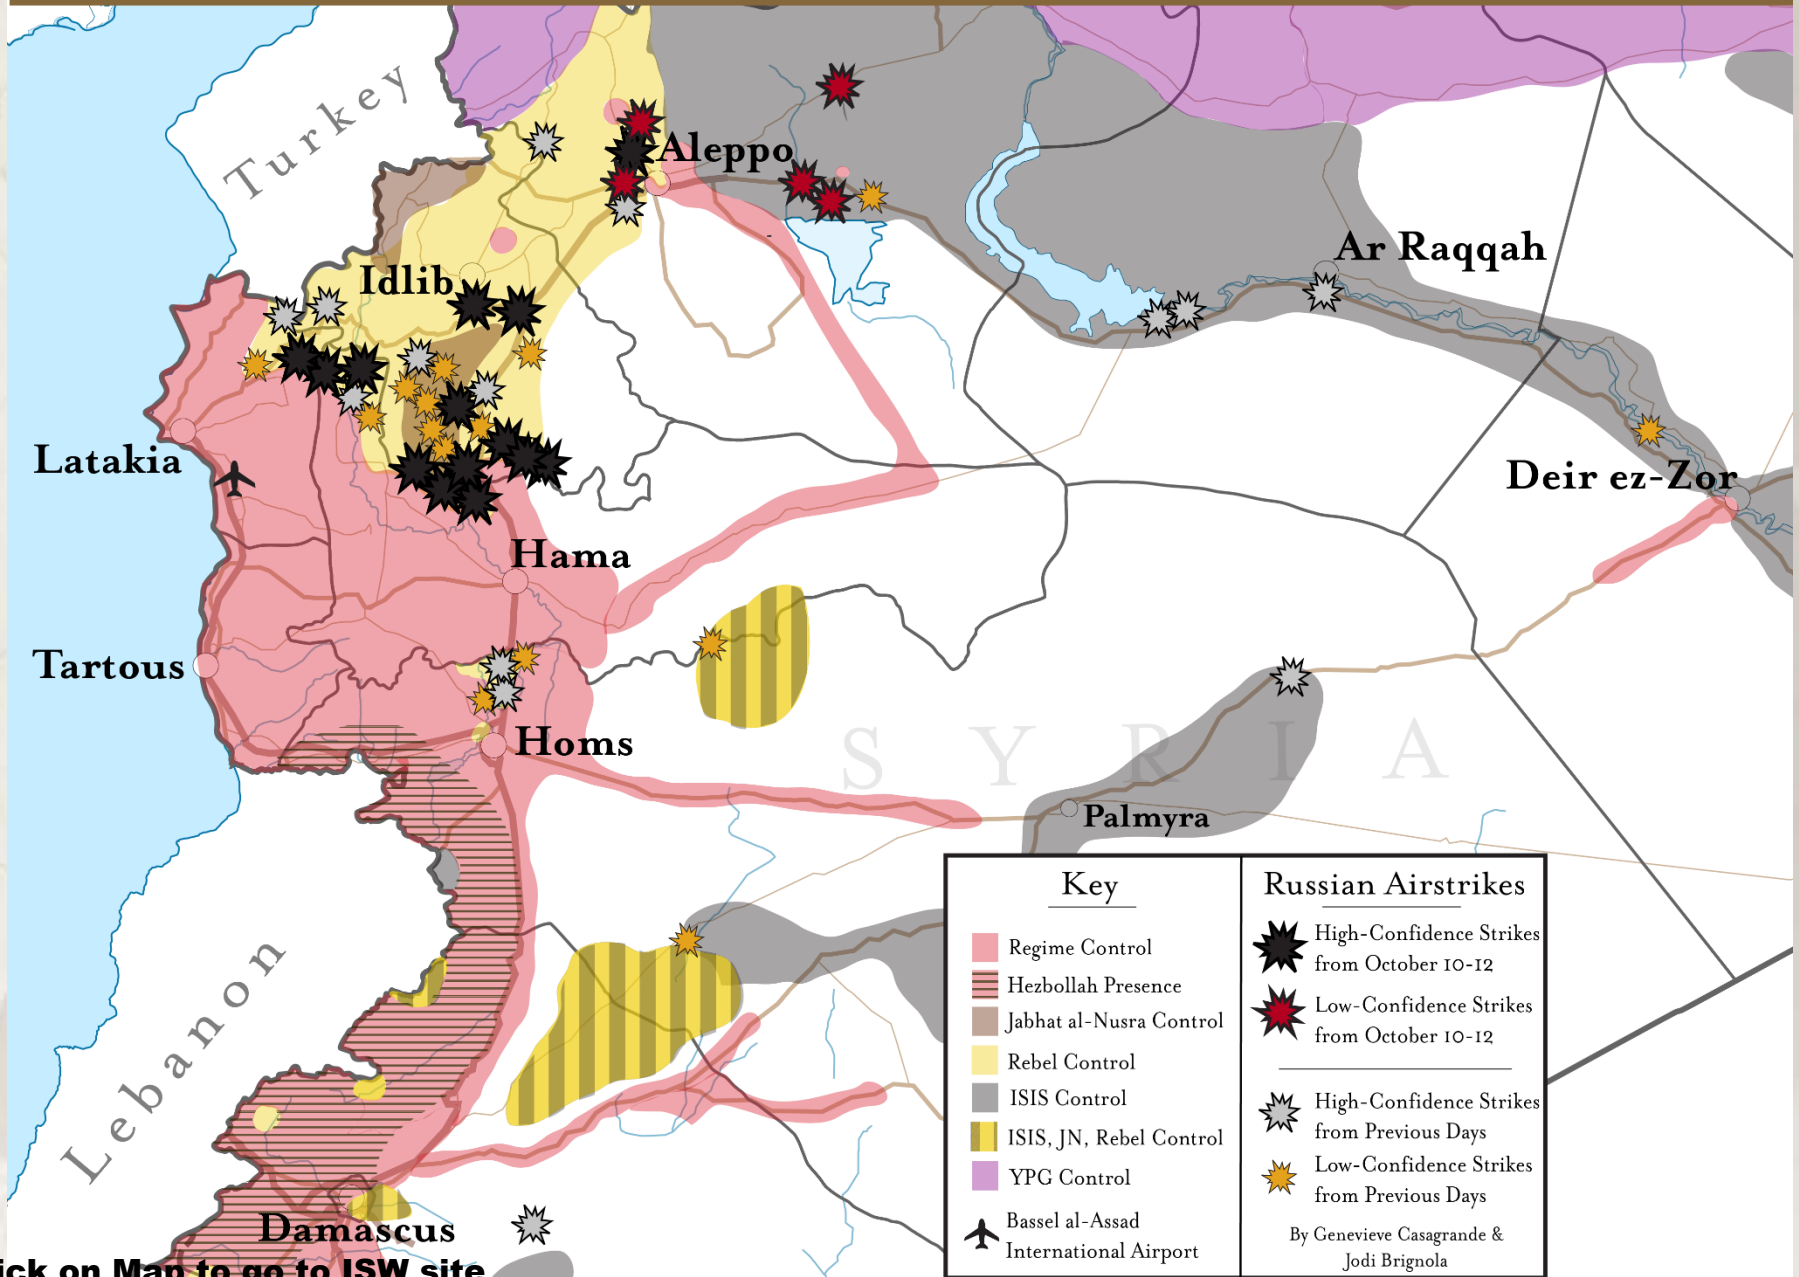 Turkey
Aleppo
Idlib
Ar Raqqah
Latakia
Deir ez-Zor
Hama
Tartous
Homs
SYRIA
Palmyra
Lebanon
Damascus
ick on Map to go to ISW site
Key
Regime Control
Hezbollah Presence
Jabhat al-Nusra Control
Rebel Control
ISIS Control
ISIS, JN, Rebel Control
YPG Control
Bassel al-Assad
International Airport
Russian Airstrikes
High-Confidence Strikes
from October 10-12
Low-Confidence Strikes
from October 10-12
High-Confidence Strikes
from Previous Days
Low-Confidence Strikes
from Previous Days
By Genevieve Casagrande &
Jodi Brignola